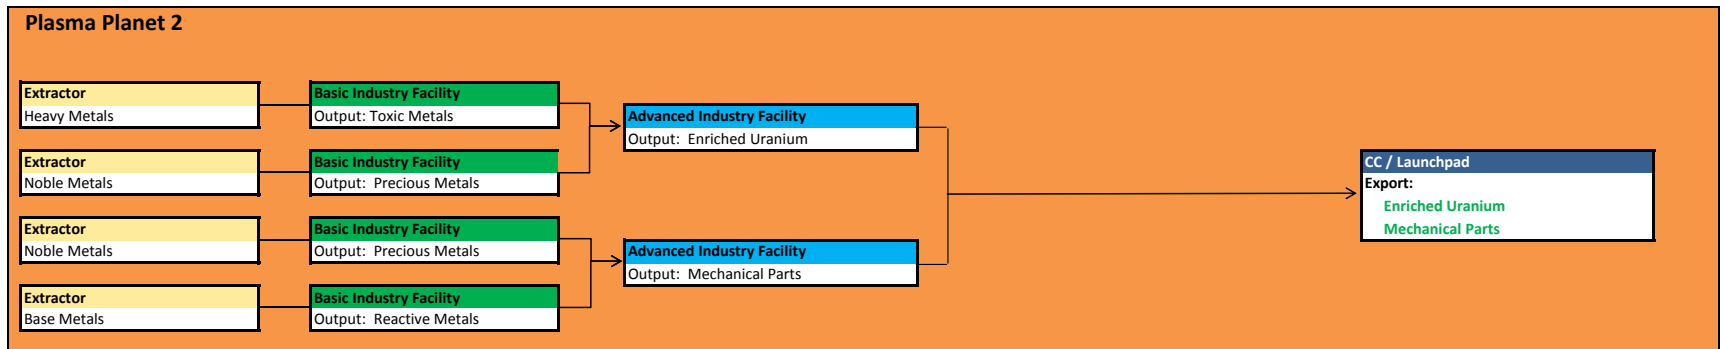 Plasma Planet 2
Extractor
Heavy Metals
Basic Industry Facility
Output: Toxic Metals
Extractor
Noble Metals
Basic Industry Facility
Output: Precious Metals
Advanced Industry Facility
Output: Enriched Uranium
Extractor
Noble Metals
Basic Industry Facility
Output: Precious Metals
Extractor
Base Metals
Basic Industry Facility
Output: Reactive Metals
Advanced Industry Facility
Output: Mechanical Parts
CC / Launchpad
Export:
Enriched Uranium
Mechanical Parts